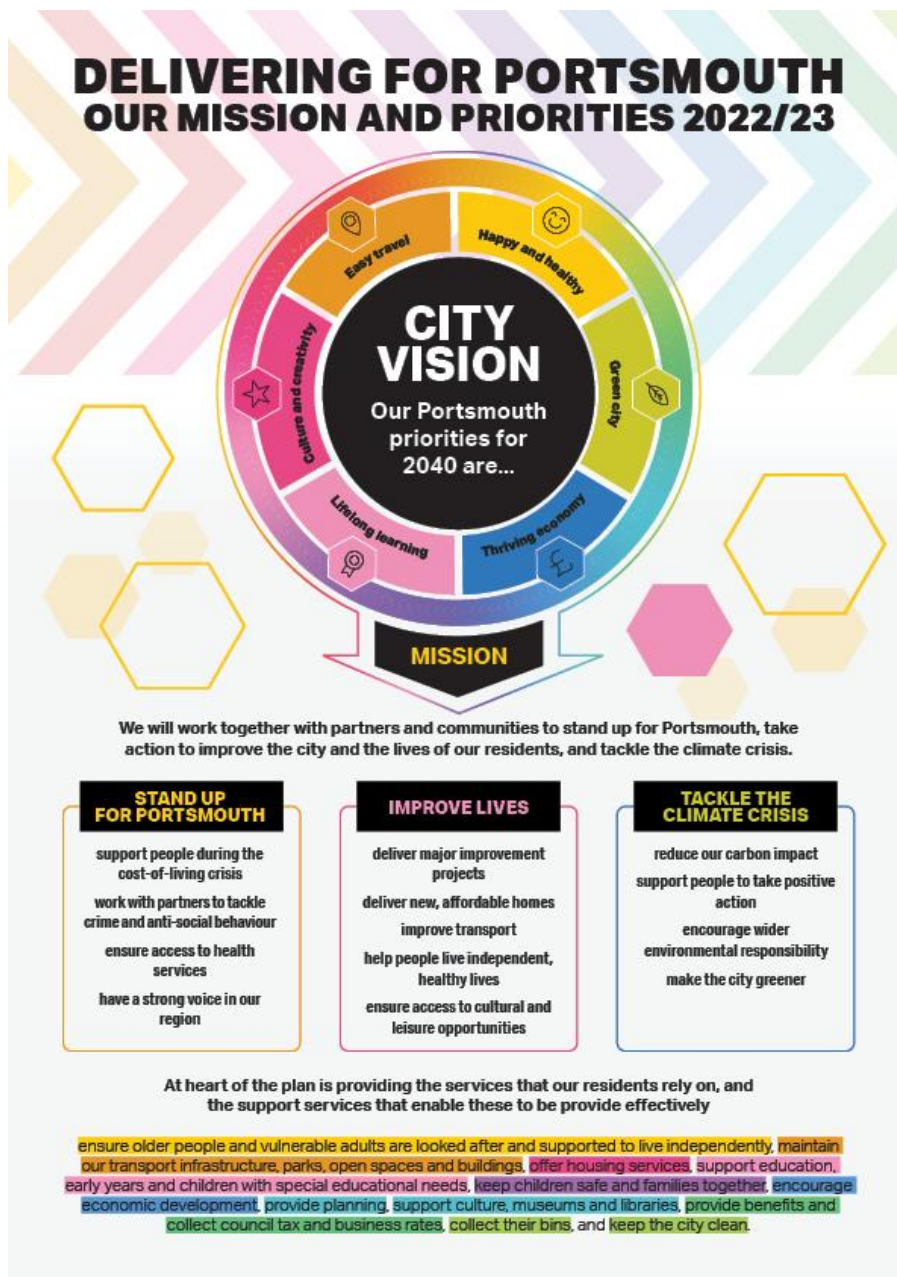 DELIVERING FOR PORTSMOUTH
OUR MISSION AND PRIORITIES 2022/23
Easy travel
Happy and healthy
Culture and creativity
Green city
Lifelong learning
Thriving economy
CITY
VISION
Our Portsmouth
priorities for
2040 are...
MISSION
We will work together with partners and communities to stand up for Portsmouth, take
action to improve the city and the lives of our residents, and tackle the climate crisis.
STAND UP
FOR PORTSMOUTH
support people during the
cost-of-living crisis
work with partners to tackle
crime and anti-social behaviour
ensure access to health
services
have a strong voice in our
region
IMPROVE LIVES
deliver major improvement
projects
deliver new, affordable homes
improve transport
help people live independent,
healthy lives
ensure access to cultural and
leisure opportunities
TACKLE THE
CLIMATE CRISIS
reduce our carbon impact
support people to take positive
action
encourage wider
environmental responsibility
make the city greener
At heart of the plan is providing the services that our residents rely on, and
the support services that enable these to be provide effectively
ensure older people and vulnerable adults are looked after and supported to live independently, maintain
our transport infrastructure, parks, open spaces and buildings, offer housing services, support education,
early years and children with special educational needs, keep children safe and families together, encourage
economic development, provide planning, support culture, museums and libraries, provide benefits and
collect council tax and business rates, collect their bins, and keep the city clean.